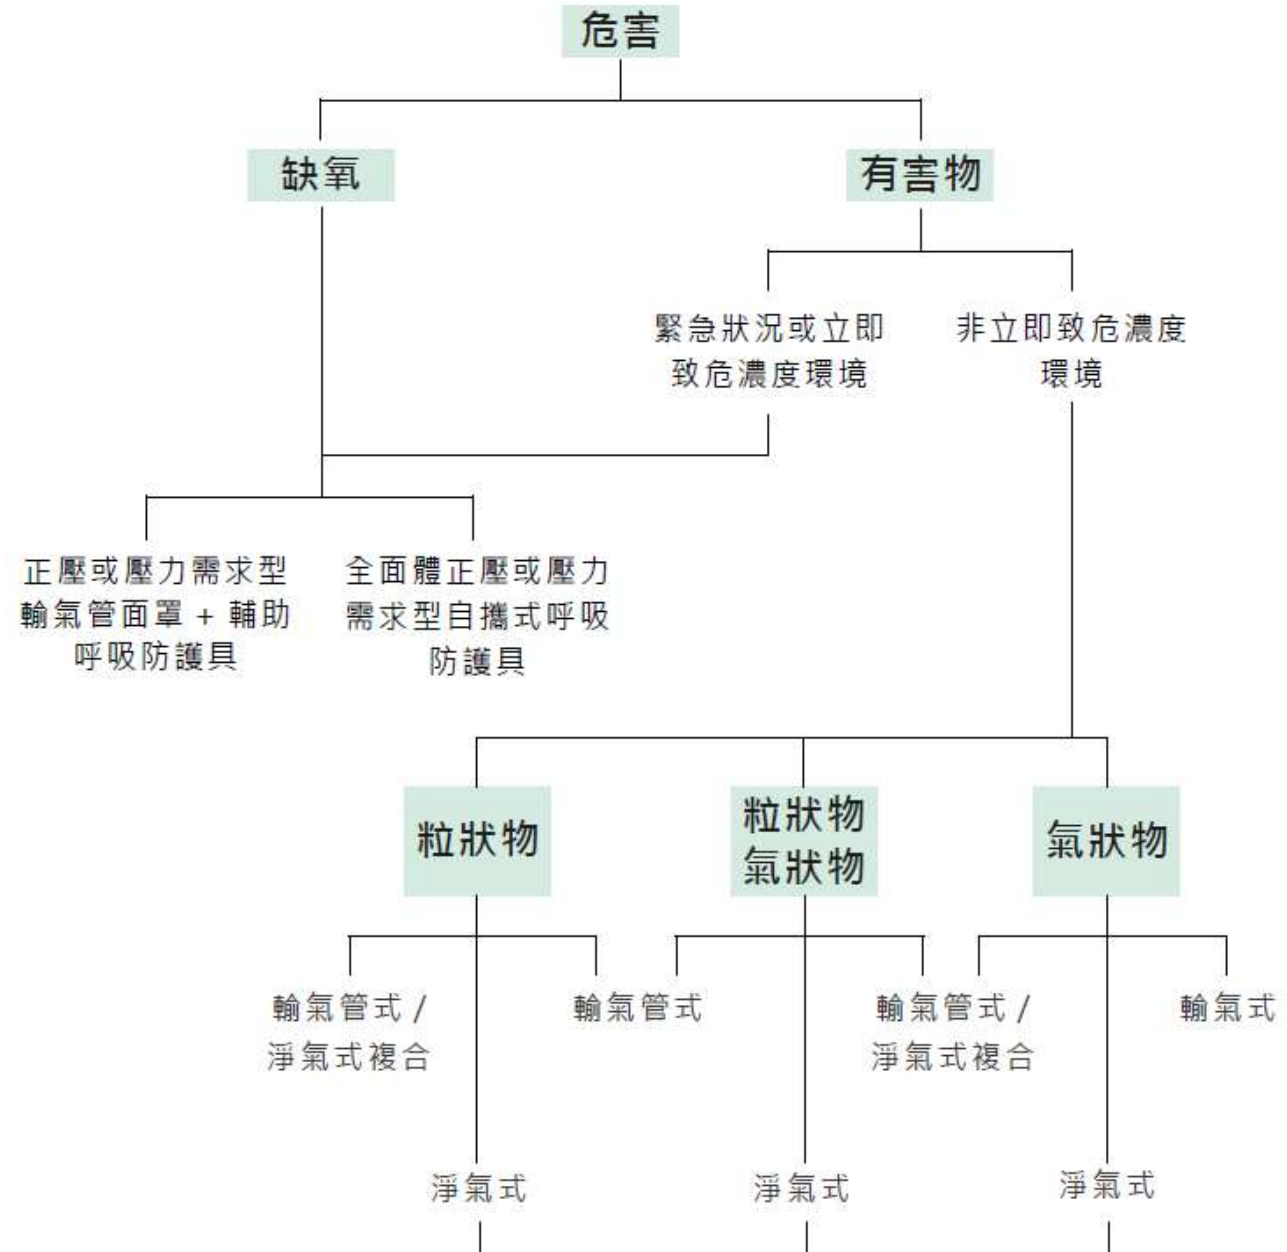 危害
缺氧
有害物
緊急狀況或立即
致危濃度環境
非立即致危濃度
環境
正壓或壓力需求型
輸氣管面罩 + 輔助
呼吸防護具
全面體正壓或壓力
需求型自攜式呼吸
防護具
粒狀物
粒狀物
氣狀物
氣狀物
輸氣管式 /
淨氣式複合
輸氣管式
輸氣管式 /
淨氣式複合
輸氣式
淨氣式
淨氣式
淨氣式